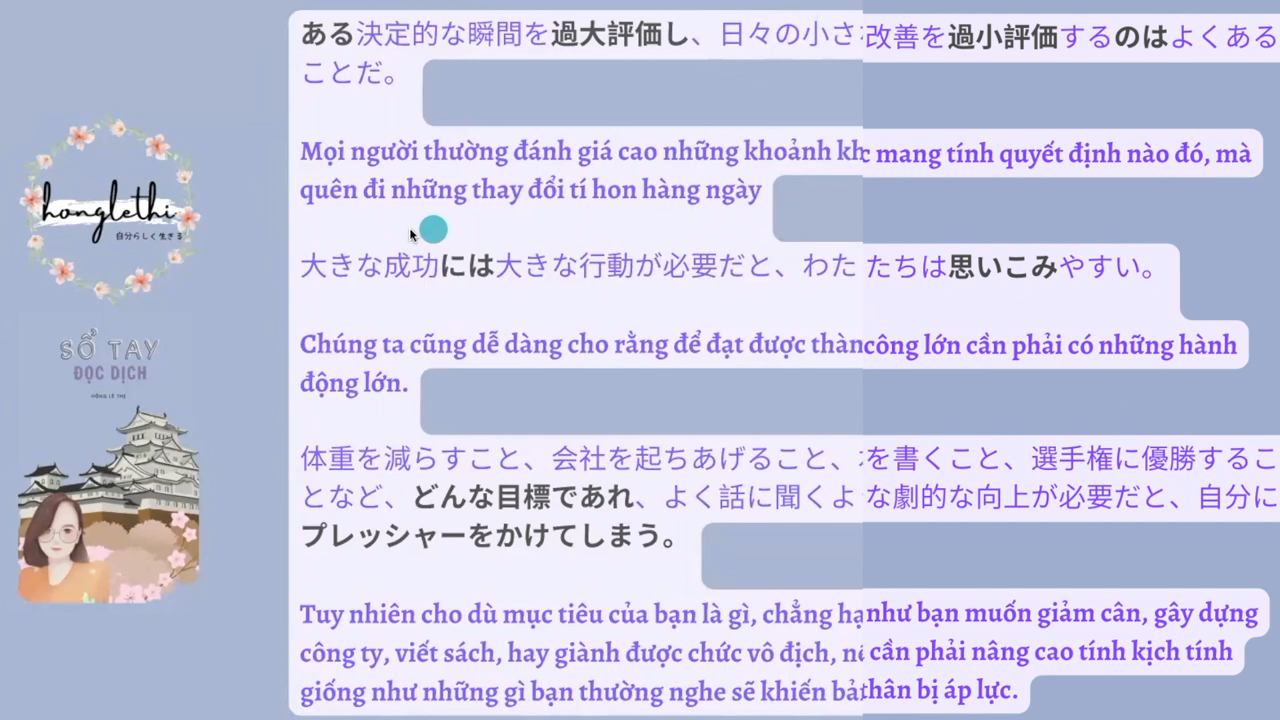 honglethi
自分らしく生きる
SỔ TAY
ĐỌC DỊCH
HỒNG LÊ THỊ
ある決定的な瞬間を過大評価し、日々の小さ改善を過小評価するのはよくある
ことだ。
Mọi người thường đánh giá cao những khoảnh mang tính quyết định nào đó, mà
quên đi những thay đổi tí hon hàng ngày
大きな成功には大きな行動が必要だと、わたたちは思いこみやすい。
Chúng ta cũng dễ dàng cho rằng để đạt được công lớn cần phải có những hành
động lớn.
体重を減らすこと、会社を起ちあげること、を書くこと、選手権に優勝するこ
となど、どんな目標であれ、よく話に聞くよな劇的な向上が必要だと、自分に
プレッシャーをかけてしまう。
Tuy nhiên cho dù mục tiêu của bạn là gì, chẳng như bạn muốn giảm cân, gây dựng
công ty, viết sách, hay giành được chức vô địch, cần phải nâng cao tính kịch tính
giống như những gì bạn thường nghe sẽ khiến thân bị áp lực.